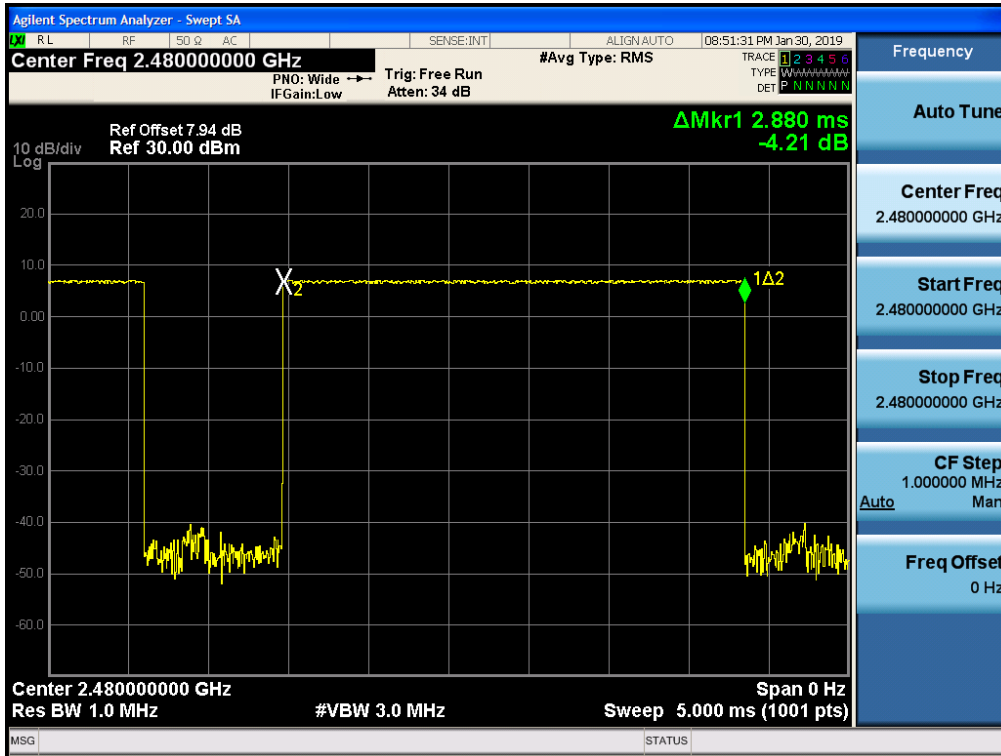 Agilent Spectrum Analyzer - Swept SA
LXI RL RF 50 Ω AC SENSE:INT ALIGN AUTO 08:51:31 PM Jan 30, 2019
Center Freq 2.480000000 GHz #Avg Type: RMS TRACE 1 2 3 4 5 6
PNO: Wide Trig: Free Run TYPE W
IFGain:Low Atten: 34 dB DET P N N N N N
ΔMkr1 2.880 ms
-4.21 dB
Ref Offset 7.94 dB
10 dB/div Ref 30.00 dBm
Log
20.0
10.0
0.00
-10.0
-20.0
-30.0
-40.0
-50.0
-60.0
2
1Δ2
Center 2.480000000 GHz Span 0 Hz
Res BW 1.0 MHz #VBW 3.0 MHz Sweep 5.000 ms (1001 pts)
MSG STATUS
Frequency
Auto Tune
Center Freq
2.480000000 GHz
Start Freq
2.480000000 GHz
Stop Freq
2.480000000 GHz
CF Step
1.000000 MHz
Auto Man
Freq Offset
0 Hz